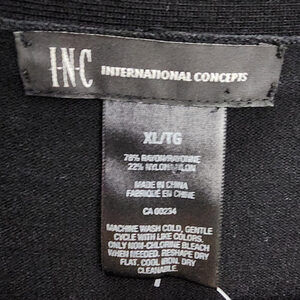 I·N·C INTERNATIONAL CONCEPTS
XL/TG
78% RAYON/RAYONNE
22% NYLON/NYLON
MADE IN CHINA
FABRIQUÉ EN CHINE
CA 00234
MACHINE WASH COLD, GENTLE
CYCLE WITH LIKE COLORS.
ONLY NON-CHLORINE BLEACH
WHEN NEEDED. RESHAPE DRY
FLAT. COOL IRON. DRY
CLEANABLE.